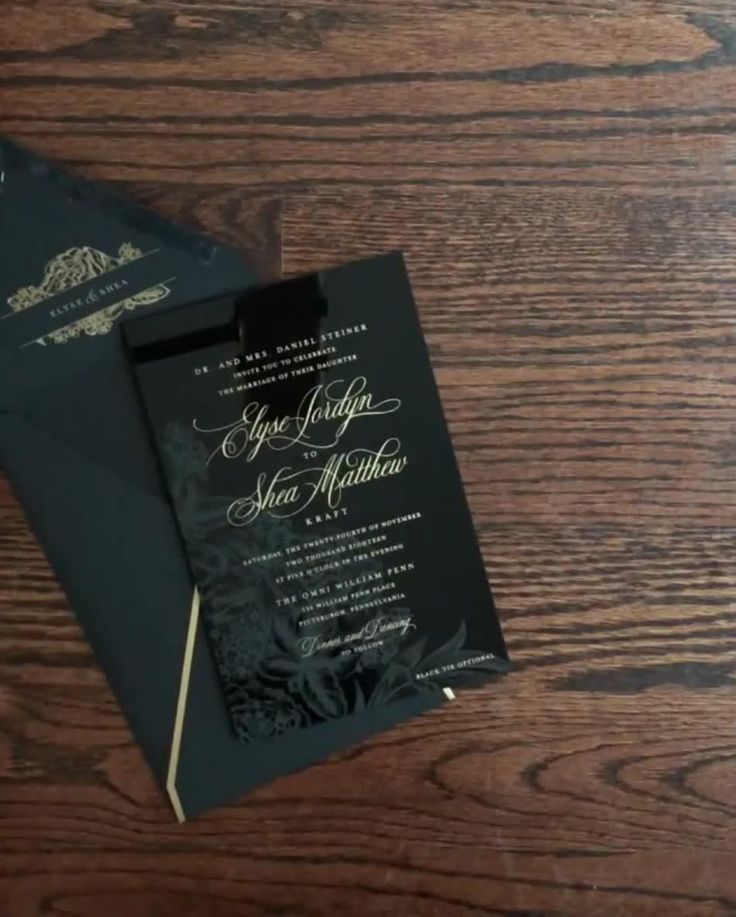 ELYSE & SHEA
DR. AND MRS. DANIEL STEINER
INVITE YOU TO CELEBRATE
THE MARRIAGE OF THEIR DAUGHTER
Elyse Jordyn
TO
Shea Matthew
KRAFT
SATURDAY, THE TWENTY-FOURTH OF NOVEMBER
TWO THOUSAND EIGHTEEN
AT FIVE O'CLOCK IN THE EVENING
THE OMNI WILLIAM PENN
530 WILLIAM PENN PLACE
PITTSBURGH, PENNSYLVANIA
Dinner and Dancing
TO FOLLOW
BLACK TIE OPTIONAL